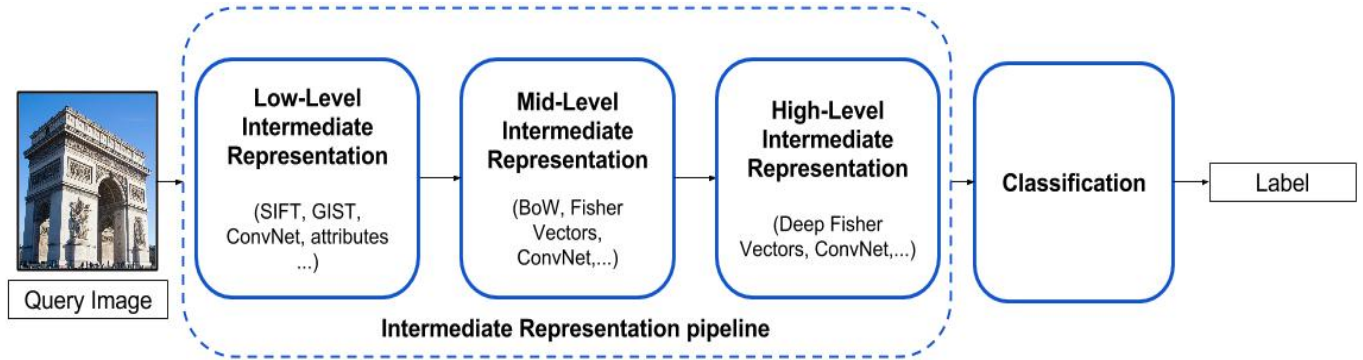 Query Image
Low-Level
Intermediate
Representation
(SIFT, GIST,
ConvNet, attributes
...)
Mid-Level
Intermediate
Representation
(BoW, Fisher
Vectors,
ConvNet,...)
High-Level
Intermediate
Representation
(Deep Fisher
Vectors, ConvNet,...)
Intermediate Representation pipeline
Classification
Label